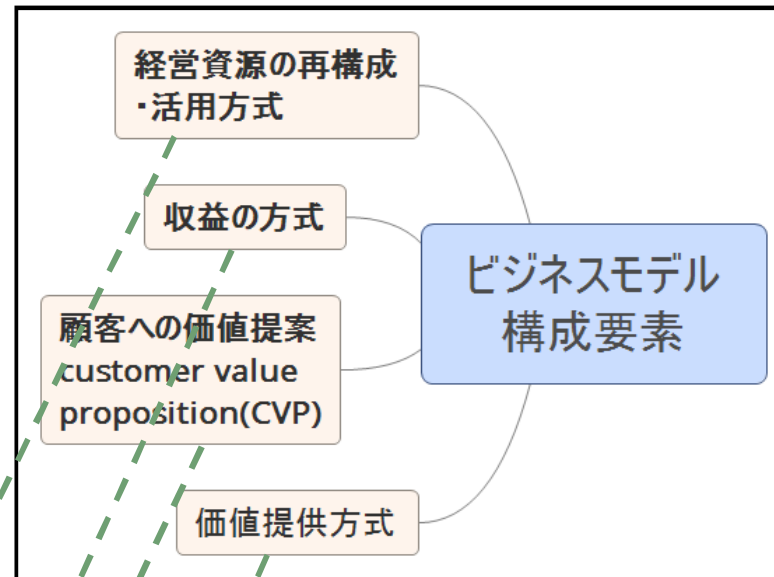 経営資源の再構成
・活用方式
収益の方式
顧客への価値提案
customer value
proposition(CVP)
価値提供方式
ビジネスモデル
構成要素